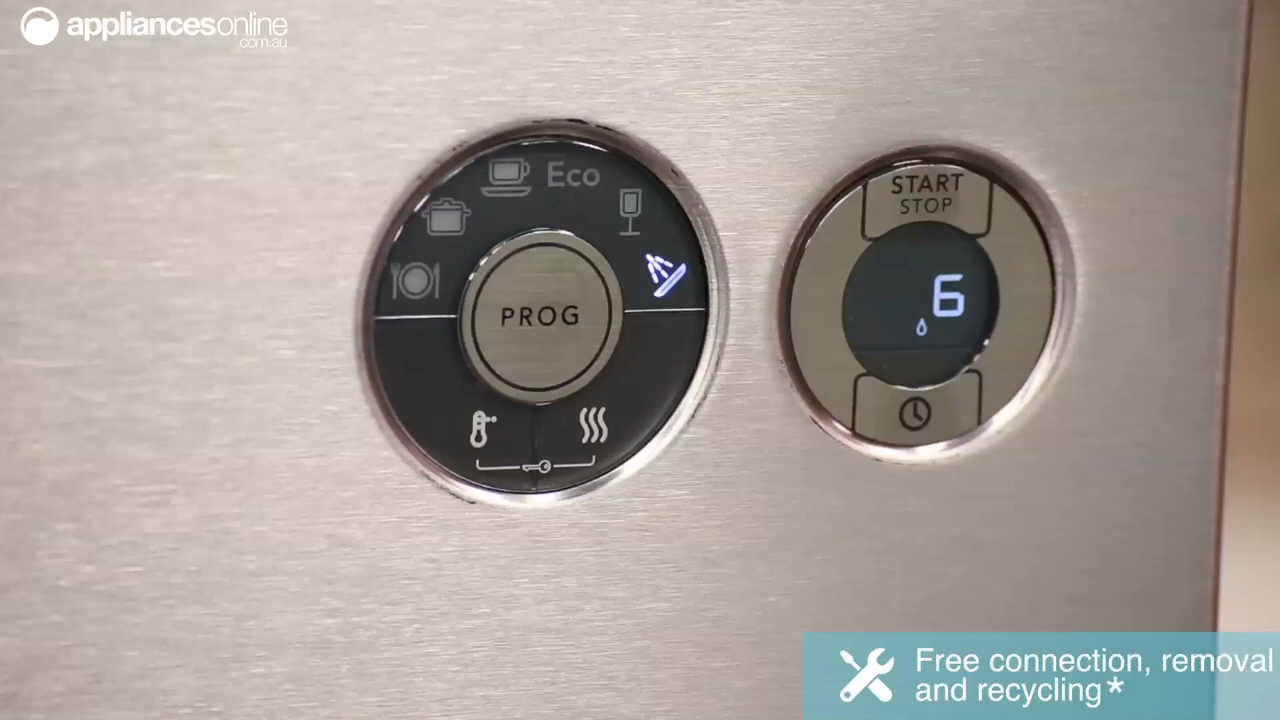 appliancesonline
.com.au
Eco
PROG
START
STOP
6
Free connection, removal
and recycling*